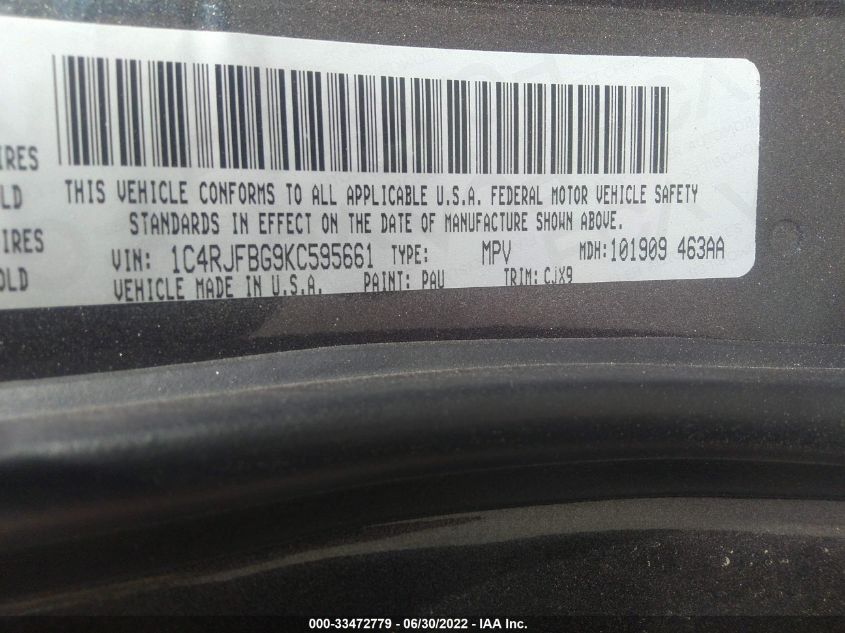 IRES
THIS VEHICLE CONFORMS TO ALL APPLICABLE U.S.A. FEDERAL MOTOR VEHICLE SAFETY
OLD
STANDARDS IN EFFECT ON THE DATE OF MANUFACTURE SHOWN ABOVE.
IRES
VIN: 1C4RJFBG9KC595661 TYPE: MPV MDH:101909 463AA
OLD
VEHICLE MADE IN U.S.A. PAINT: PAU TRIM: CJX9
000-33472779 - 06/30/2022 - IAA Inc.